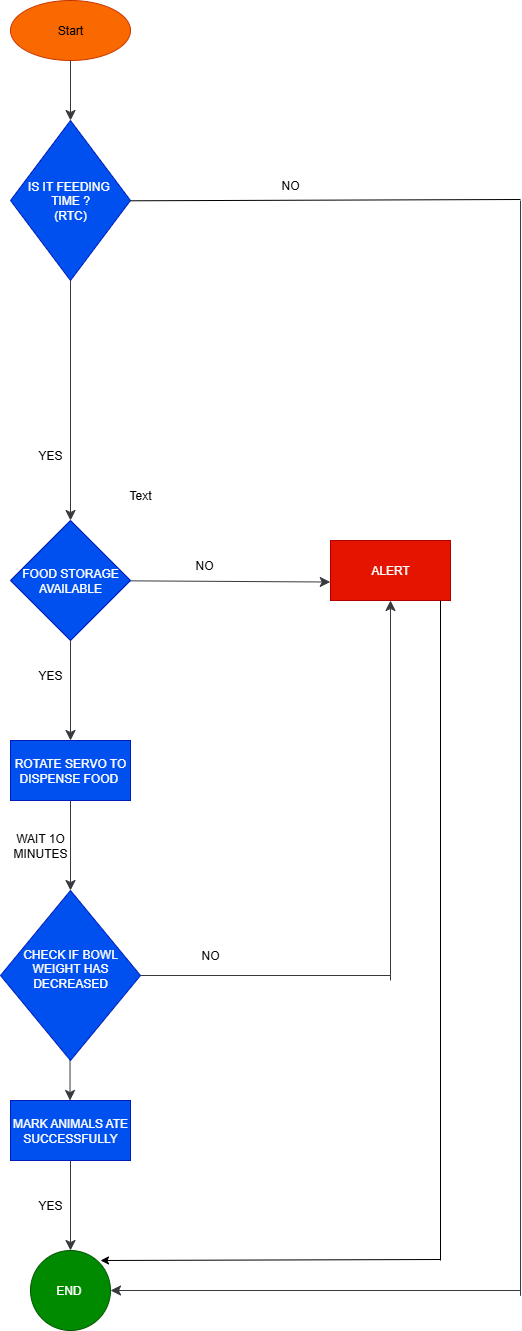 Start
IS IT FEEDING
TIME ?
(RTC)
NO
YES
Text
FOOD STORAGE
AVAILABLE
NO
ALERT
YES
ROTATE SERVO TO
DISPENSE FOOD
WAIT 1O
MINUTES
CHECK IF BOWL
WEIGHT HAS
DECREASED
NO
MARK ANIMALS ATE
SUCCESSFULLY
YES
END